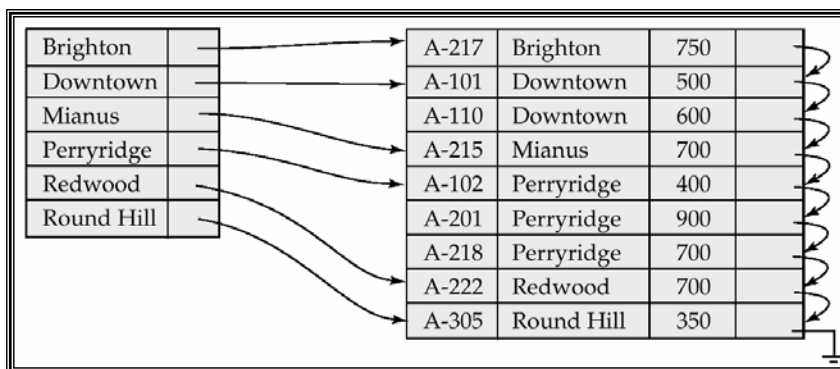 Brighton
Downtown
Mianus
Perryridge
Redwood
Round Hill
A-217 Brighton 750
A-101 Downtown 500
A-110 Downtown 600
A-215 Mianus 700
A-102 Perryridge 400
A-201 Perryridge 900
A-218 Perryridge 700
A-222 Redwood 700
A-305 Round Hill 350